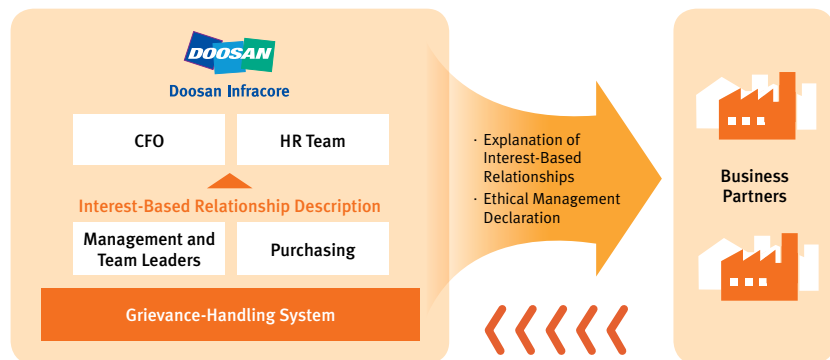 DOOSAN
Doosan Infracore
CFO
HR Team
Interest-Based Relationship Description
Management and
Team Leaders
Purchasing
Grievance-Handling System
· Explanation of
Interest-Based
Relationships
· Ethical Management
Declaration
Business
Partners